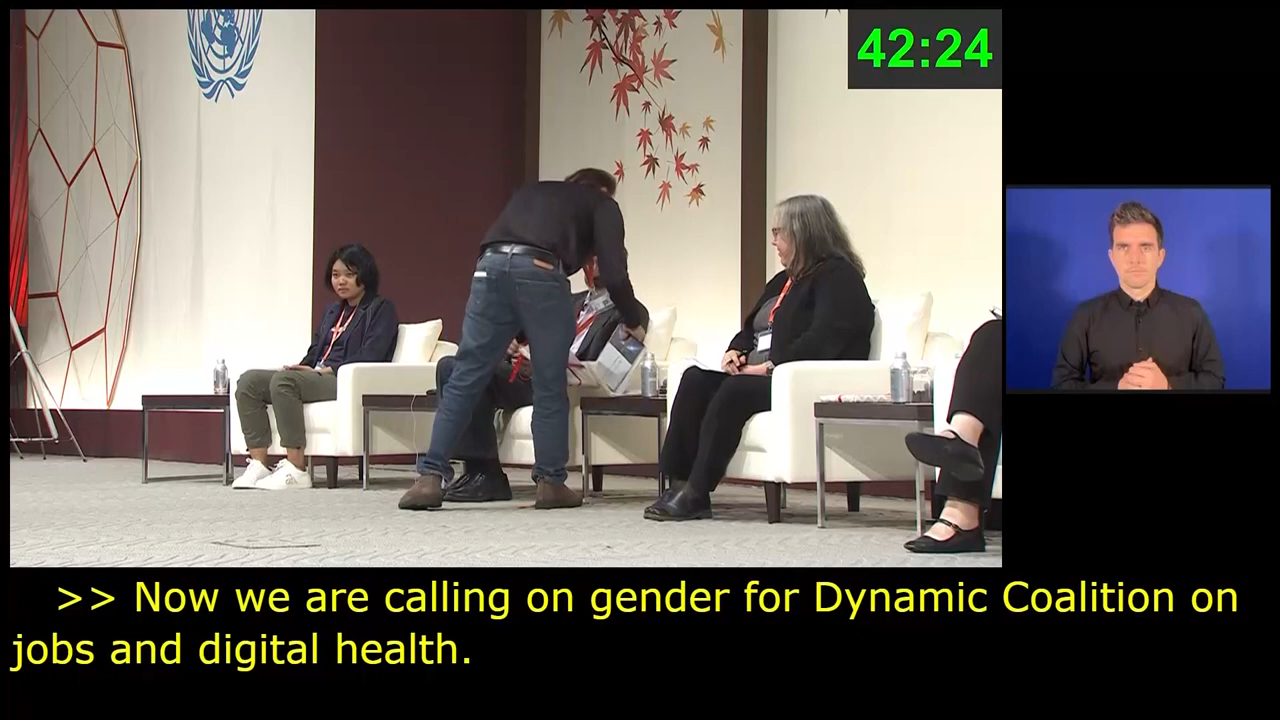 42:24
>> Now we are calling on gender for Dynamic Coalition on
jobs and digital health.